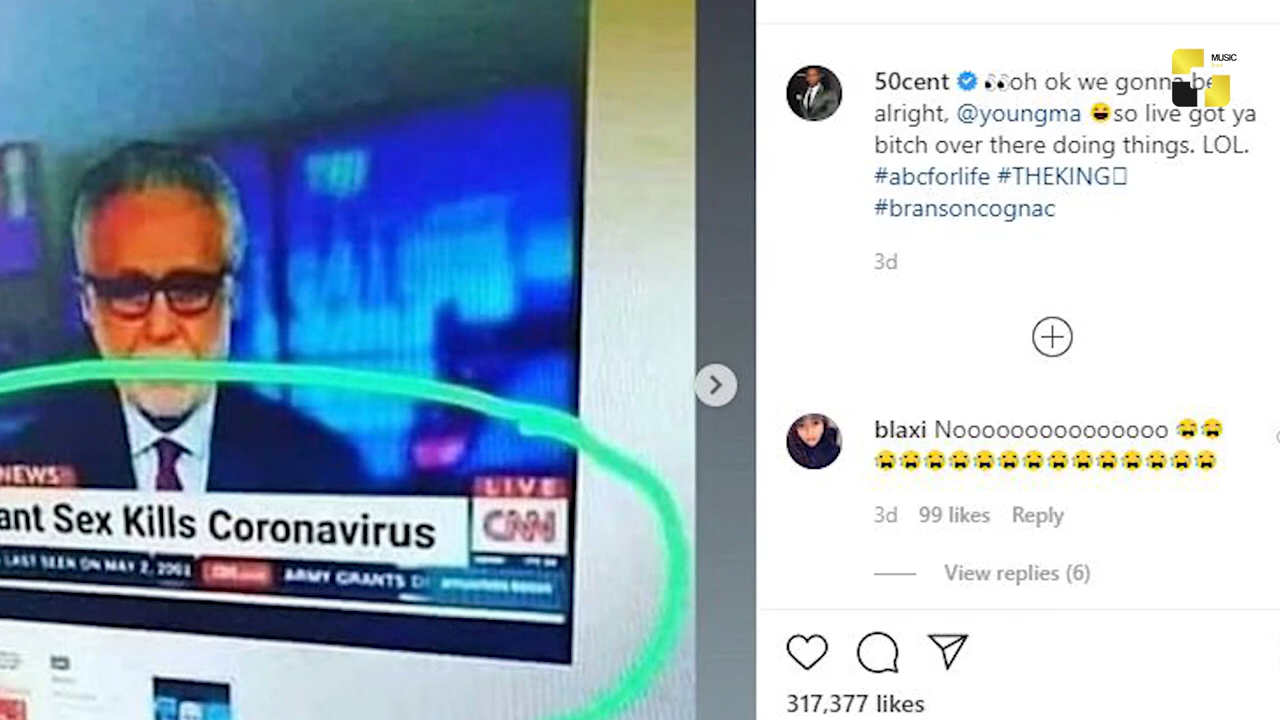 MUSIC
50cent 👀oh ok we gonna be
alright, @youngma 😆so live got ya
bitch over there doing things. LOL.
#abcforlife #THEKING
#bransoncognac
3d
blaxi Nooooooooooooooo 😭😭
😭😭😭😭😭😭😭😭😭😭😭😭😭😭
3d 99 likes Reply
View replies (6)
317,377 likes
NEWS
LIVE
ant Sex Kills Coronavirus
CNN
LAST SEEN ON MAY 2, 2001
ARMY GRANTS D